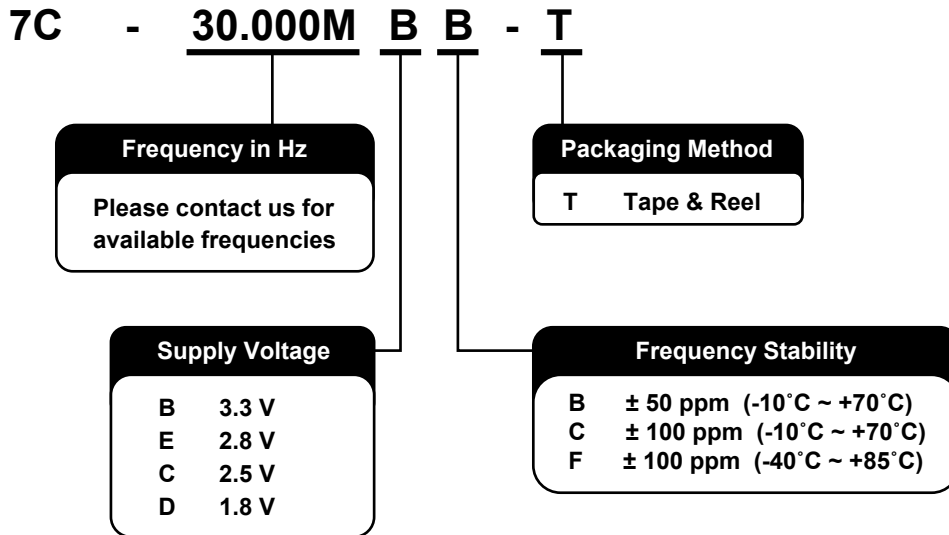 7C - 30.000M B B - T
Frequency in Hz
Please contact us for
available frequencies
Packaging Method
T Tape & Reel
Supply Voltage
B 3.3 V
E 2.8 V
C 2.5 V
D 1.8 V
Frequency Stability
B ± 50 ppm (-10˚C ~ +70˚C)
C ± 100 ppm (-10˚C ~ +70˚C)
F ± 100 ppm (-40˚C ~ +85˚C)